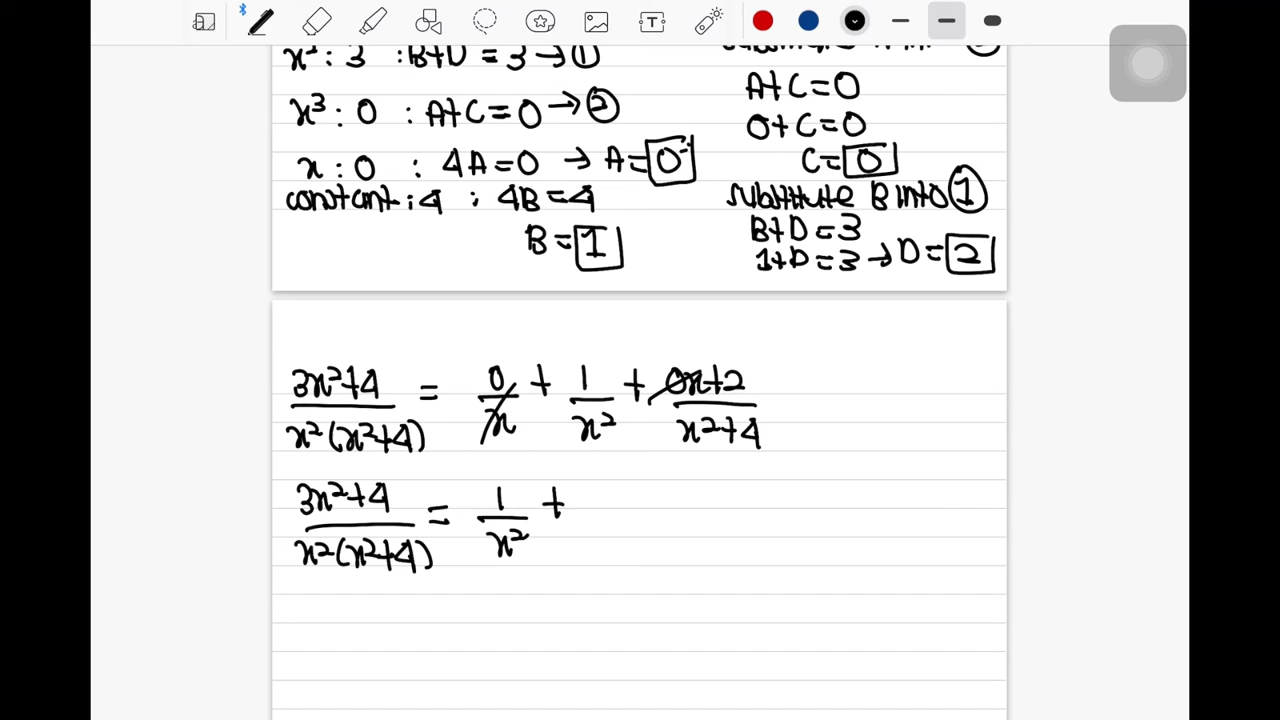 x² : 3 : B+D = 3 → ①
x³ : 0 : A+C = 0 → ②
x : 0 : 4A = 0 → A = 0
constant : 4 : 4B = 4
B = 1
A+C = 0
0+C = 0
C = 0
substitute B into ①
B+D = 3
1+D = 3 → D = 2
(3x²+4)/(x²(x²+4)) = 0/x + 1/x² + (0x+2)/(x²+4)
(3x²+4)/(x²(x²+4)) = 1/x² +